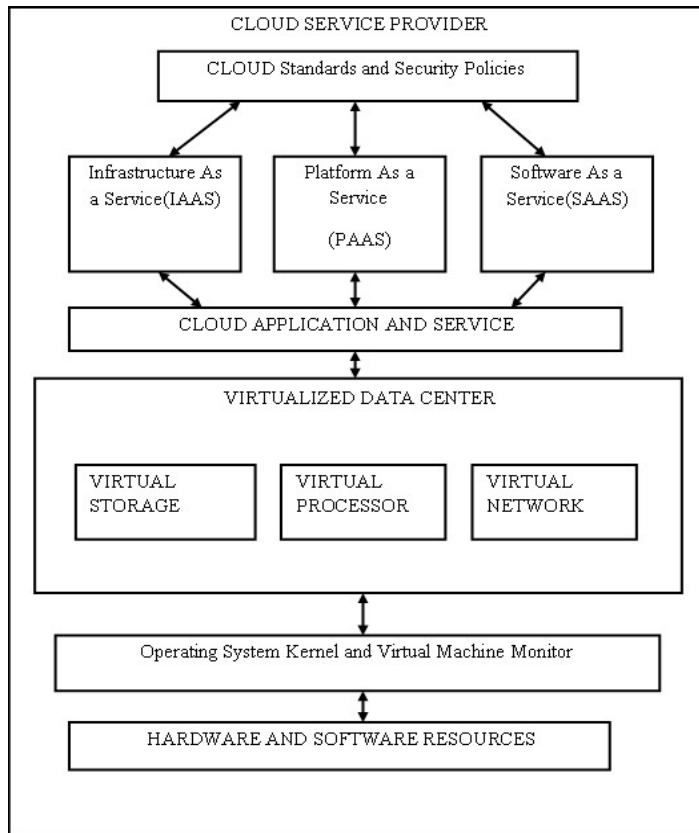 CLOUD SERVICE PROVIDER
CLOUD Standards and Security Policies
Infrastructure As
a Service(IAAS)
Platform As a
Service
(PAAS)
Software As a
Service(SAAS)
CLOUD APPLICATION AND SERVICE
VIRTUALIZED DATA CENTER
VIRTUAL
STORAGE
VIRTUAL
PROCESSOR
VIRTUAL
NETWORK
Operating System Kernel and Virtual Machine Monitor
HARDWARE AND SOFTWARE RESOURCES